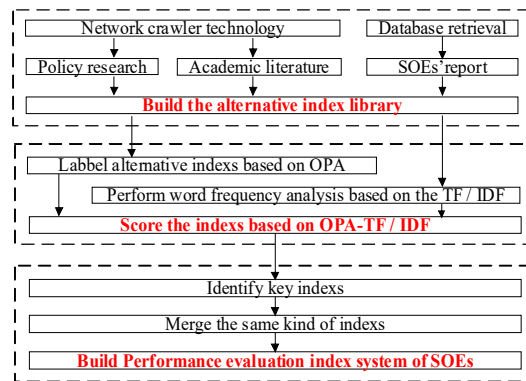 Network crawler technology Database retrieval
Policy research Academic literature SOEs'report
Build the alternative index library
Labbel alternative indexs based on OPA
Perform word frequency analysis based on the TF / IDF
Score the indexs based on OPA-TF / IDF
Identify key indexs
Merge the same kind of indexs
Build Performance evaluation index system of SOEs